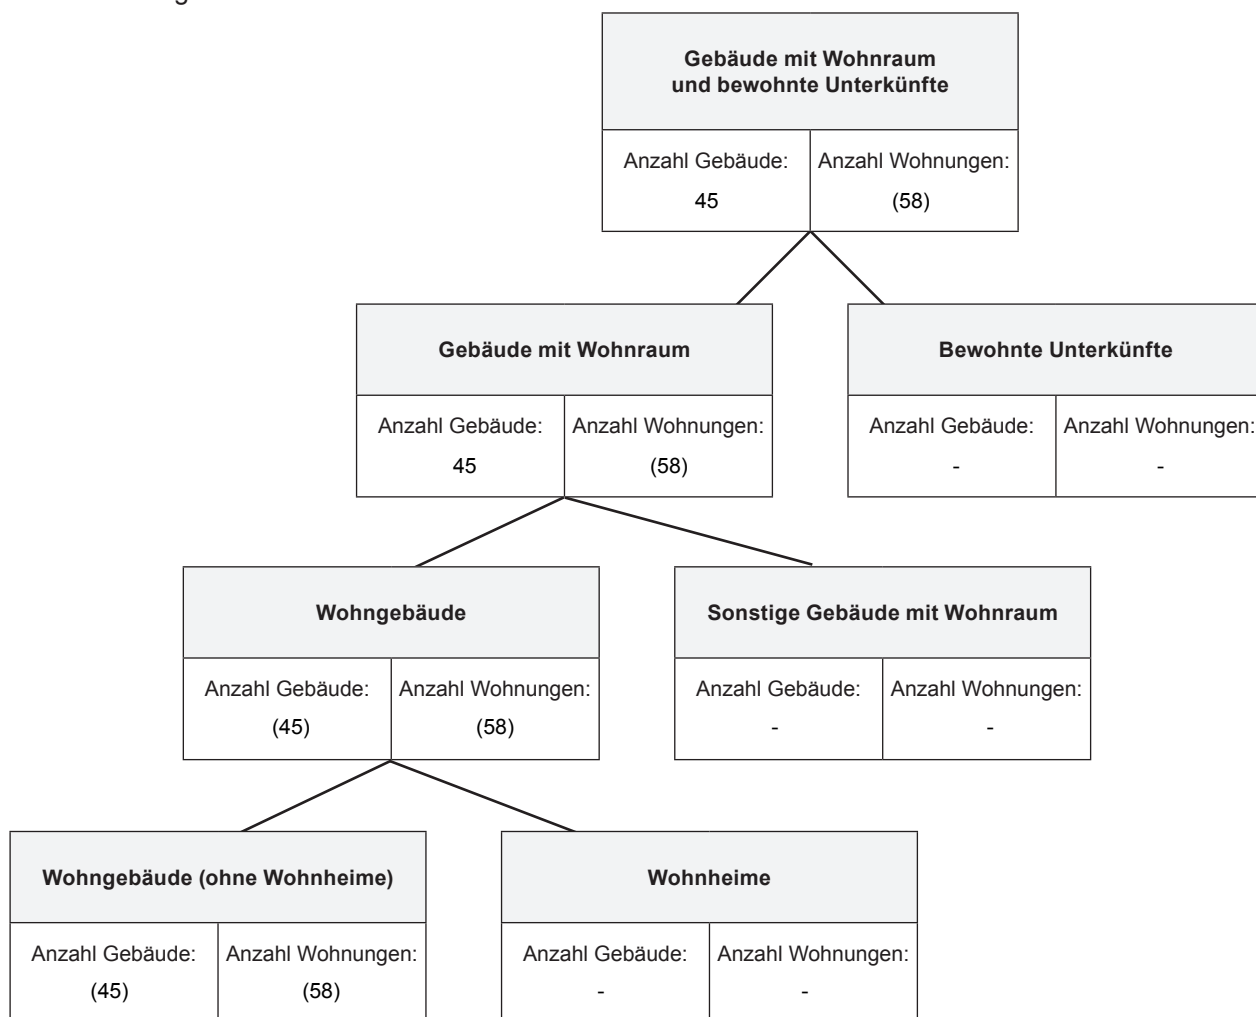 Gebäude mit Wohnraum
und bewohnte Unterkünfte
Anzahl Gebäude: Anzahl Wohnungen:
45 (58)
Gebäude mit Wohnraum
Bewohnte Unterkünfte
Anzahl Gebäude: Anzahl Wohnungen:
45 (58)
Anzahl Gebäude: Anzahl Wohnungen:
- -
Wohngebäude
Sonstige Gebäude mit Wohnraum
Anzahl Gebäude: Anzahl Wohnungen:
(45) (58)
Anzahl Gebäude: Anzahl Wohnungen:
- -
Wohngebäude (ohne Wohnheime)
Wohnheime
Anzahl Gebäude: Anzahl Wohnungen:
(45) (58)
Anzahl Gebäude: Anzahl Wohnungen:
- -